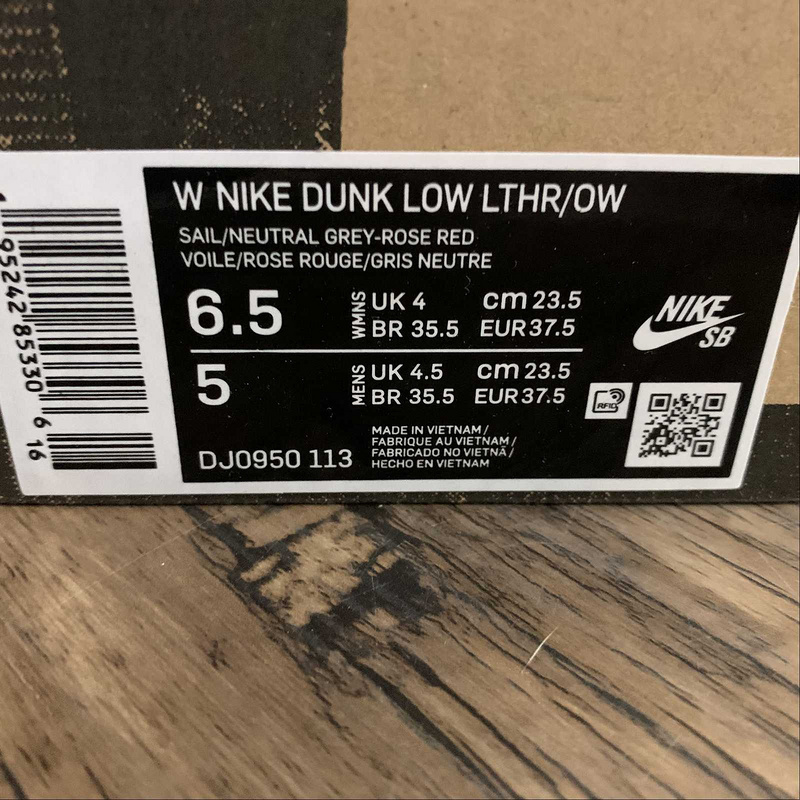 W NIKE DUNK LOW LTHR/OW
SAIL/NEUTRAL GREY-ROSE RED
VOILE/ROSE ROUGE/GRIS NEUTRE
6.5 WMNS UK 4 cm 23.5
BR 35.5 EUR 37.5
5 MENS UK 4.5 cm 23.5
BR 35.5 EUR 37.5
NIKE
SB
RFID
DJ0950 113
MADE IN VIETNAM /
FABRIQUE AU VIETNAM /
FABRICADO NO VIETNÃ /
HECHO EN VIETNAM
1 95242 85330 6 16